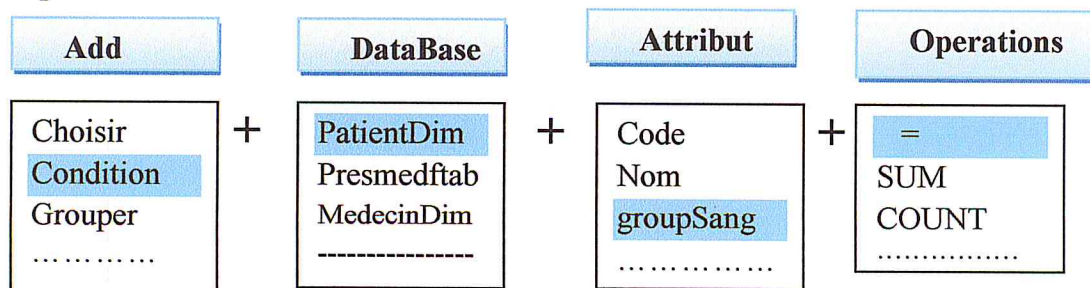 Add
DataBase
Attribut
Operations
Choisir
Condition
Grouper
…………
+
PatientDim
Presmedftab
MedecinDim
----------------
+
Code
Nom
groupSang
……………
+
=
SUM
COUNT
................